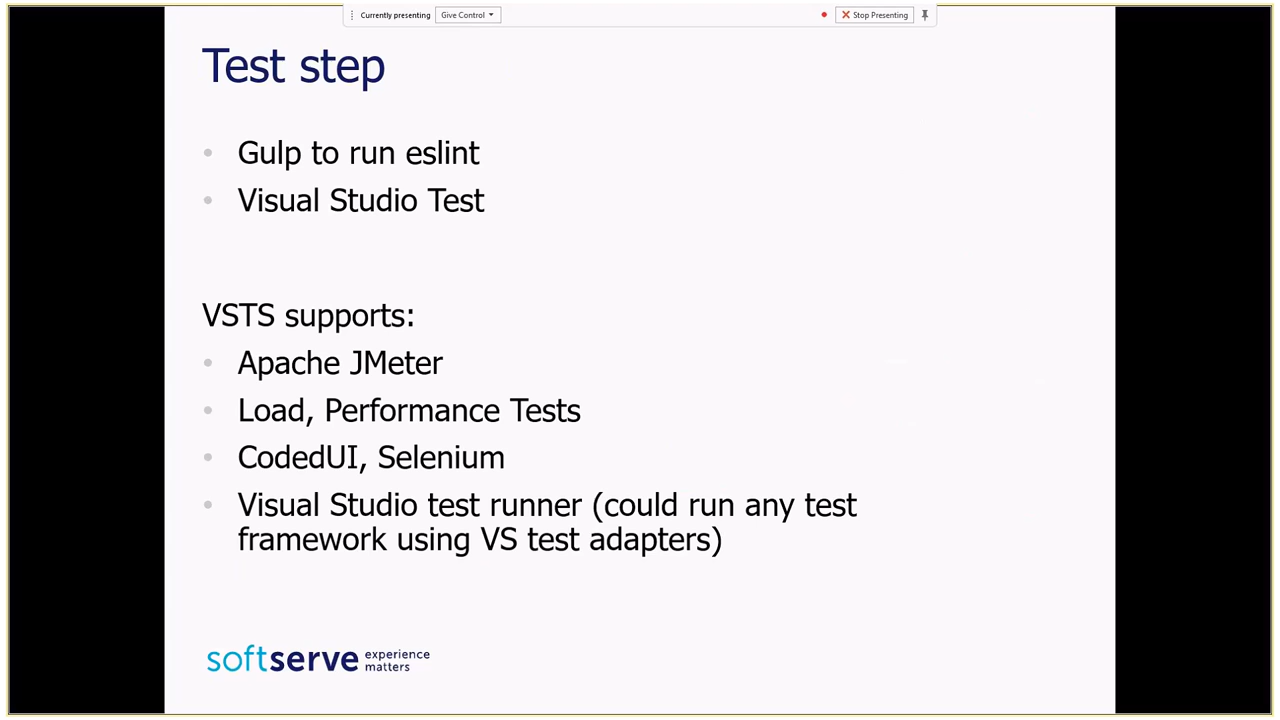 Currently presenting Give Control Stop Presenting
Test step
Gulp to run eslint
Visual Studio Test
VSTS supports:
Apache JMeter
Load, Performance Tests
CodedUI, Selenium
Visual Studio test runner (could run any test
framework using VS test adapters)
softserve experience
matters